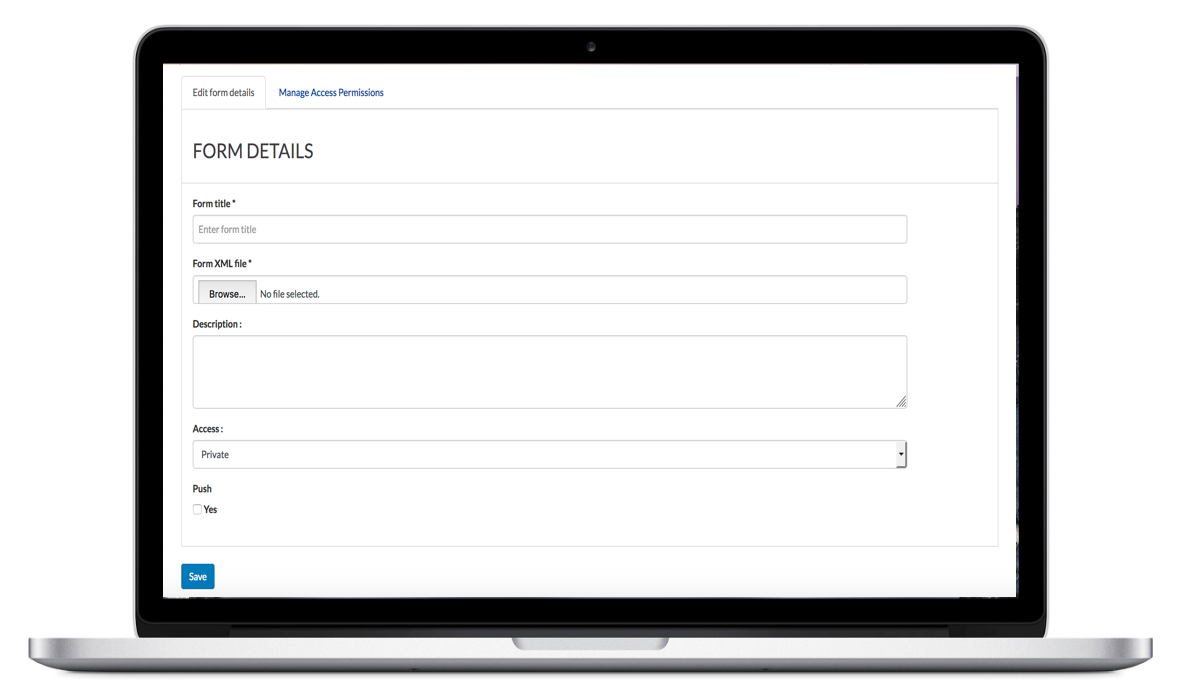 Edit form details Manage Access Permissions
FORM DETAILS
Form title *
Enter form title
Form XML file *
Browse... No file selected.
Description :
Access :
Private
Push
Yes
Save